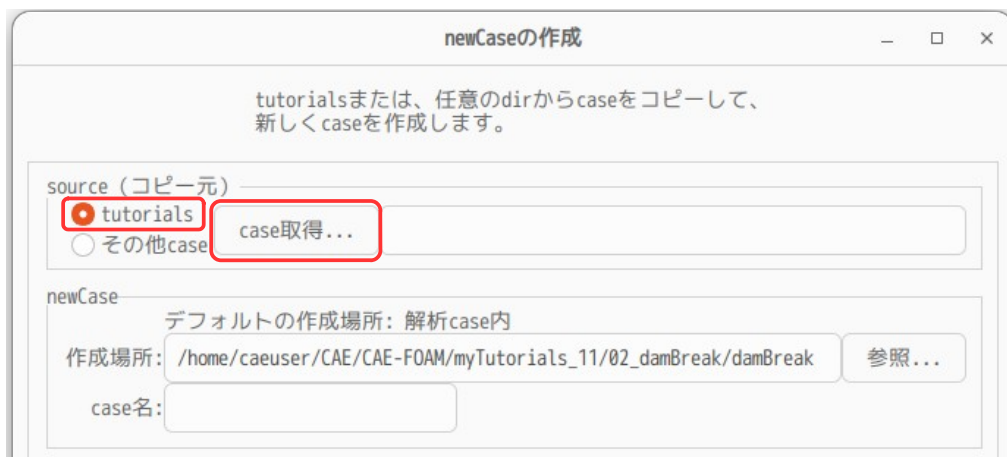 newCaseの作成
tutorialsまたは、任意のdirからcaseをコピーして、
新しくcaseを作成します。
source（コピー元）
tutorials
その他case
case取得...
newCase
デフォルトの作成場所: 解析case内
作成場所: /home/caeuser/CAE/CAE-FOAM/myTutorials_11/02_damBreak/damBreak 参照...
case名: